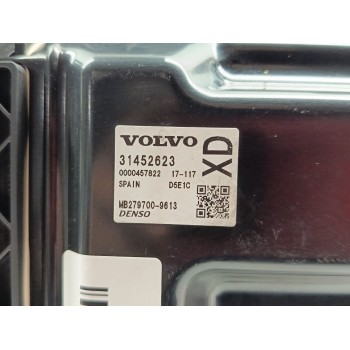 VOLVO
31452623
XD
0000457822 17-117
SPAIN D5E1C
MB279700-9613
DENSO